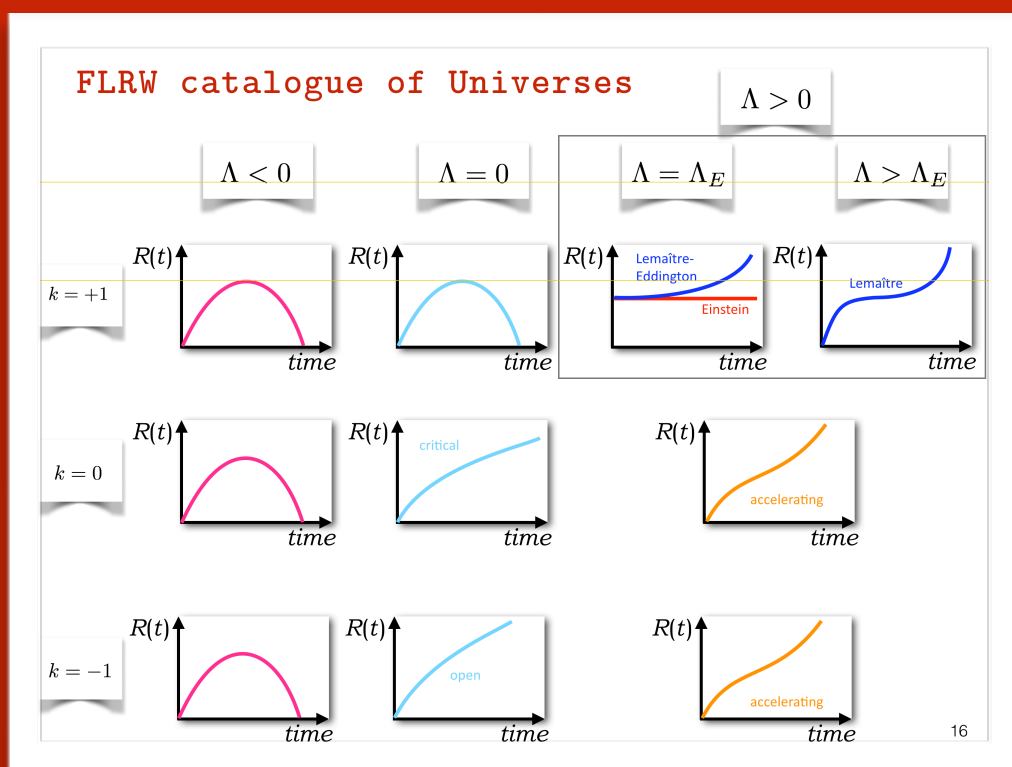 FLRW catalogue of Universes
Λ > 0
Λ < 0
Λ = 0
Λ = Λ_E
Λ > Λ_E
k = +1
R(t)
time
R(t)
time
R(t)
Lemaître-
Eddington
Einstein
time
R(t)
Lemaître
time
k = 0
R(t)
time
R(t)
critical
time
R(t)
accelerating
time
k = −1
R(t)
time
R(t)
open
time
R(t)
accelerating
time
16